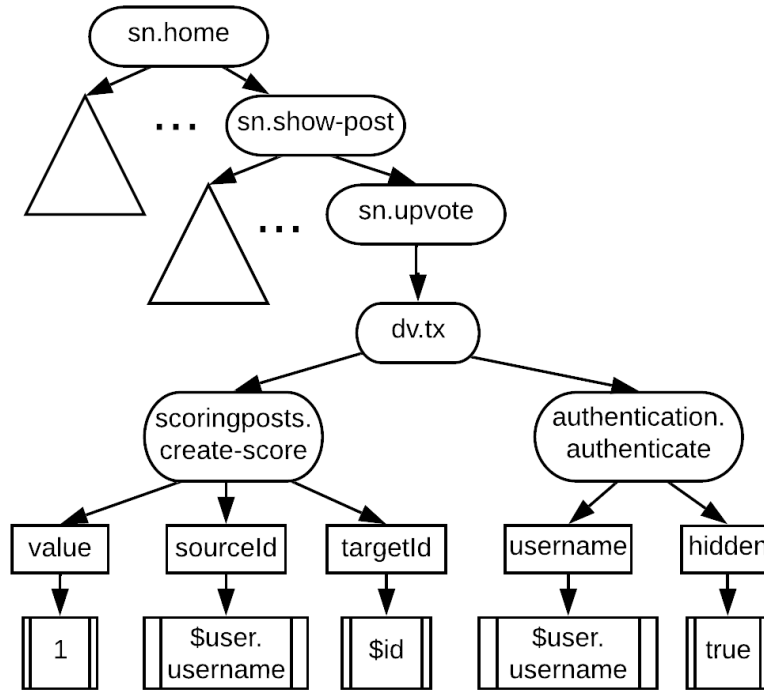 sn.home
...
sn.show-post
...
sn.upvote
dv.tx
scoringposts.
create-score
authentication.
authenticate
value
sourceId
targetId
username
hidden
1
$user.
username
$id
$user.
username
true